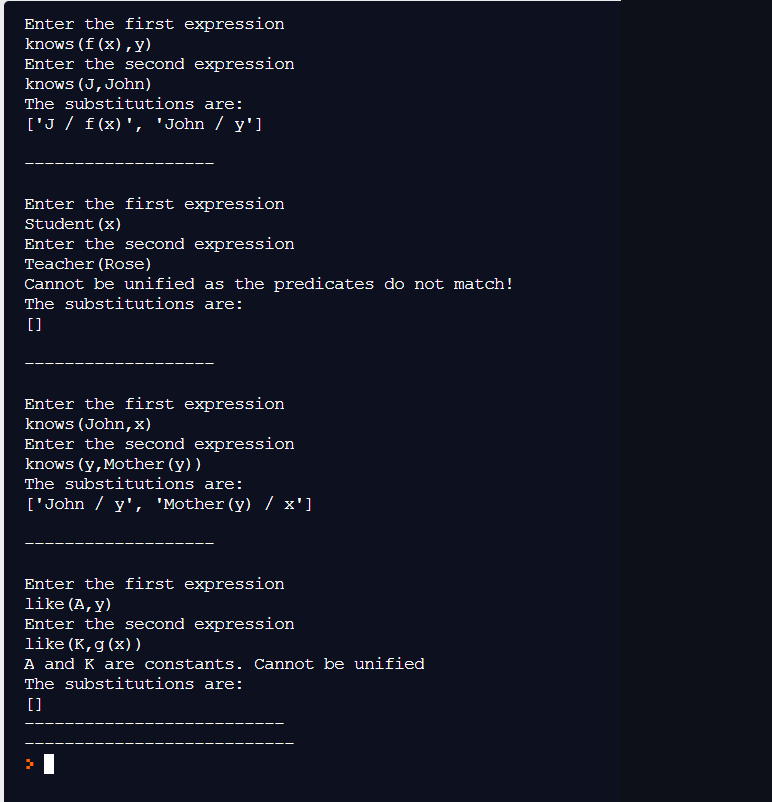 Enter the first expression
knows(f(x),y)
Enter the second expression
knows(J,John)
The substitutions are:
['J / f(x)', 'John / y']
-------------------
Enter the first expression
Student(x)
Enter the second expression
Teacher(Rose)
Cannot be unified as the predicates do not match!
The substitutions are:
[]
-------------------
Enter the first expression
knows(John,x)
Enter the second expression
knows(y,Mother(y))
The substitutions are:
['John / y', 'Mother(y) / x']
-------------------
Enter the first expression
like(A,y)
Enter the second expression
like(K,g(x))
A and K are constants. Cannot be unified
The substitutions are:
[]
--------------------------
---------------------------
>